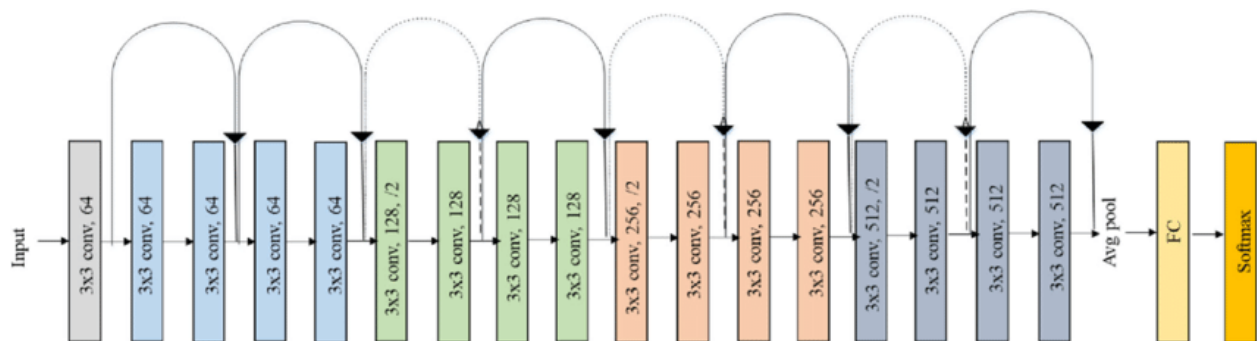 Input
3x3 conv, 64
3x3 conv, 64
3x3 conv, 64
3x3 conv, 64
3x3 conv, 64
3x3 conv, 128, /2
3x3 conv, 128
3x3 conv, 128
3x3 conv, 128
3x3 conv, 256, /2
3x3 conv, 256
3x3 conv, 256
3x3 conv, 256
3x3 conv, 512, /2
3x3 conv, 512
3x3 conv, 512
3x3 conv, 512
Avg pool
FC
Softmax